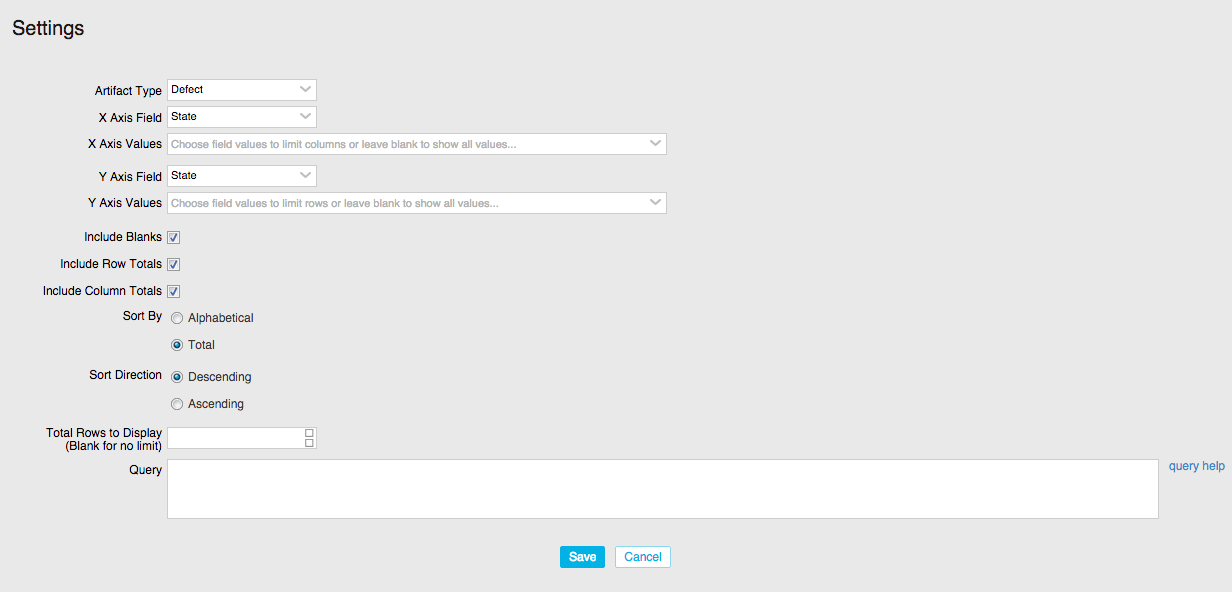 Settings
Artifact Type Defect
X Axis Field State
X Axis Values Choose field values to limit columns or leave blank to show all values...
Y Axis Field State
Y Axis Values Choose field values to limit rows or leave blank to show all values...
Include Blanks
Include Row Totals
Include Column Totals
Sort By Alphabetical
Total
Sort Direction Descending
Ascending
Total Rows to Display
(Blank for no limit)
Query query help
Save Cancel